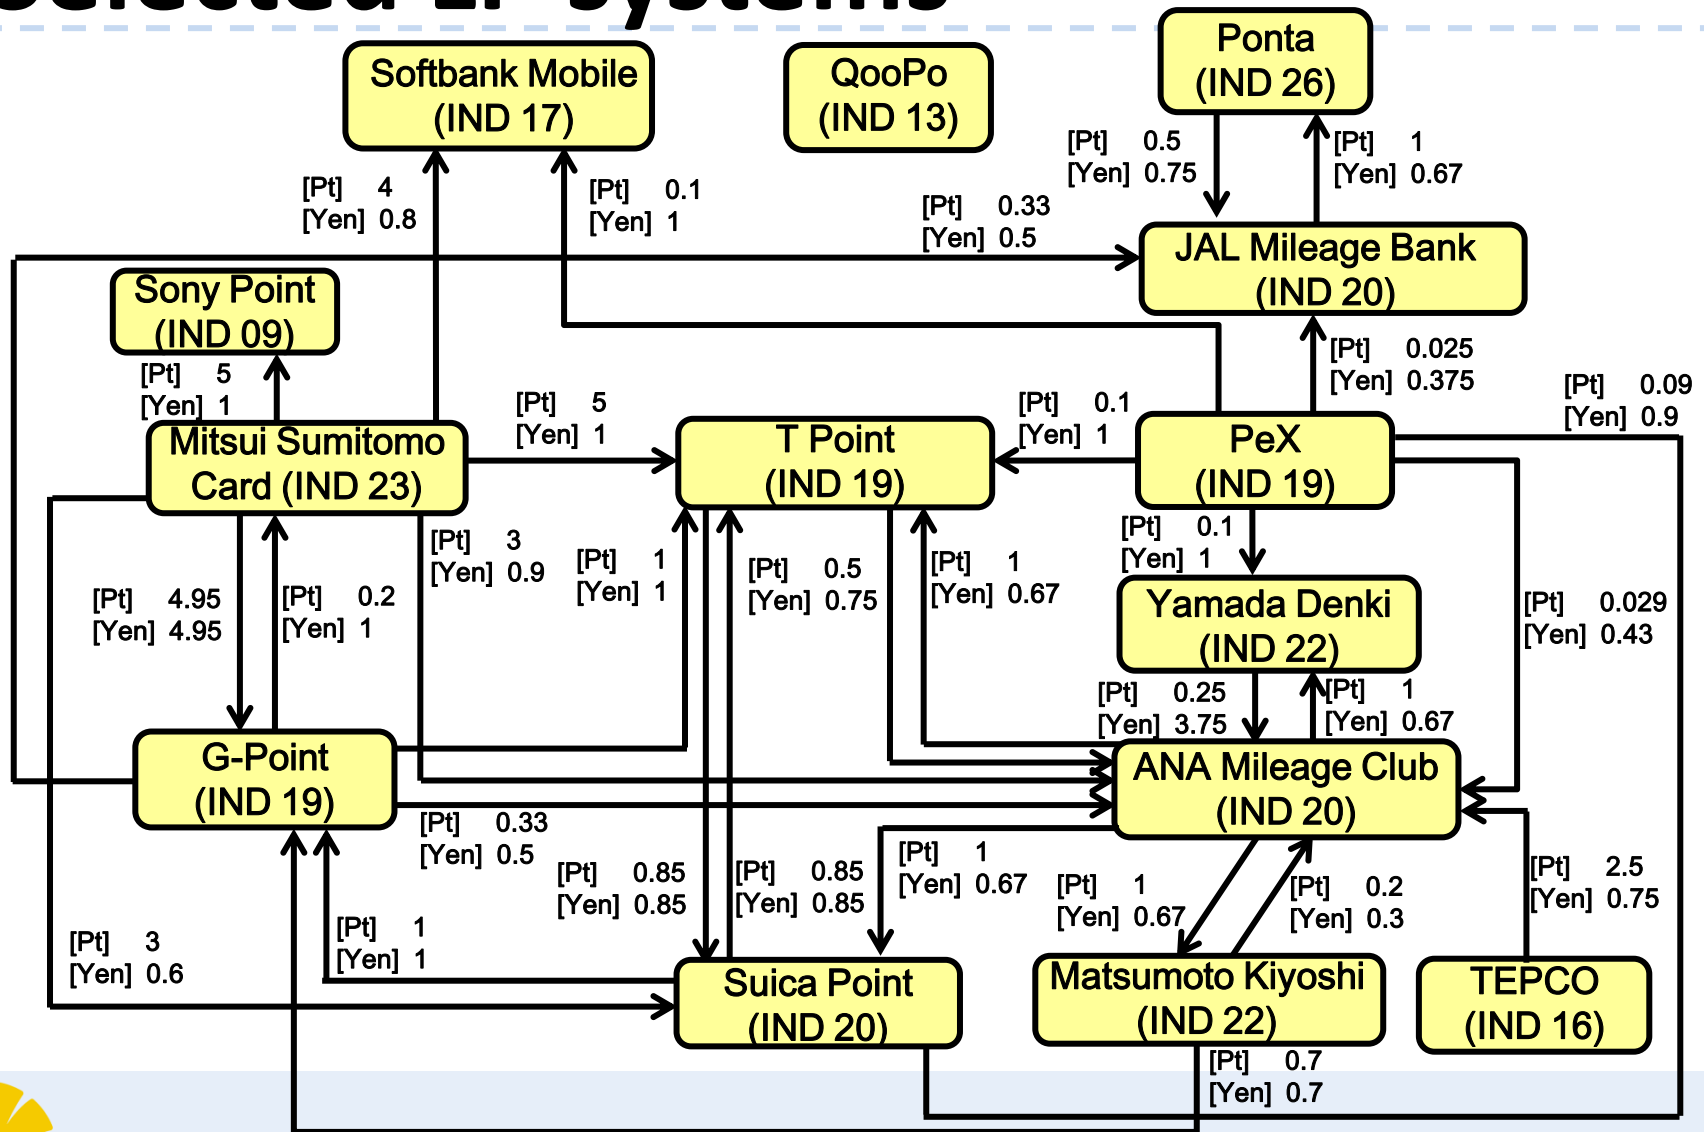 Selected LP systems
Softbank Mobile
(IND 17)
QooPo
(IND 13)
Ponta
(IND 26)
[Pt] 0.5
[Yen] 0.75
[Pt] 1
[Yen] 0.67
[Pt] 4
[Yen] 0.8
[Pt] 0.1
[Yen] 1
[Pt] 0.33
[Yen] 0.5
JAL Mileage Bank
(IND 20)
Sony Point
(IND 09)
[Pt] 5
[Yen] 1
[Pt] 0.025
[Yen] 0.375
[Pt] 0.09
[Yen] 0.9
[Pt] 5
[Yen] 1
[Pt] 0.1
[Yen] 1
Mitsui Sumitomo
Card (IND 23)
T Point
(IND 19)
PeX
(IND 19)
[Pt] 3
[Yen] 0.9
[Pt] 1
[Yen] 1
[Pt] 0.5
[Yen] 0.75
[Pt] 1
[Yen] 0.67
[Pt] 0.1
[Yen] 1
[Pt] 4.95
[Yen] 4.95
[Pt] 0.2
[Yen] 1
Yamada Denki
(IND 22)
[Pt] 0.029
[Yen] 0.43
[Pt] 0.25
[Yen] 3.75
[Pt] 1
[Yen] 0.67
G-Point
(IND 19)
ANA Mileage Club
(IND 20)
[Pt] 0.33
[Yen] 0.5
[Pt] 0.85
[Yen] 0.85
[Pt] 0.85
[Yen] 0.85
[Pt] 1
[Yen] 0.67
[Pt] 1
[Yen] 0.67
[Pt] 0.2
[Yen] 0.3
[Pt] 2.5
[Yen] 0.75
[Pt] 3
[Yen] 0.6
[Pt] 1
[Yen] 1
Suica Point
(IND 20)
Matsumoto Kiyoshi
(IND 22)
TEPCO
(IND 16)
[Pt] 0.7
[Yen] 0.7